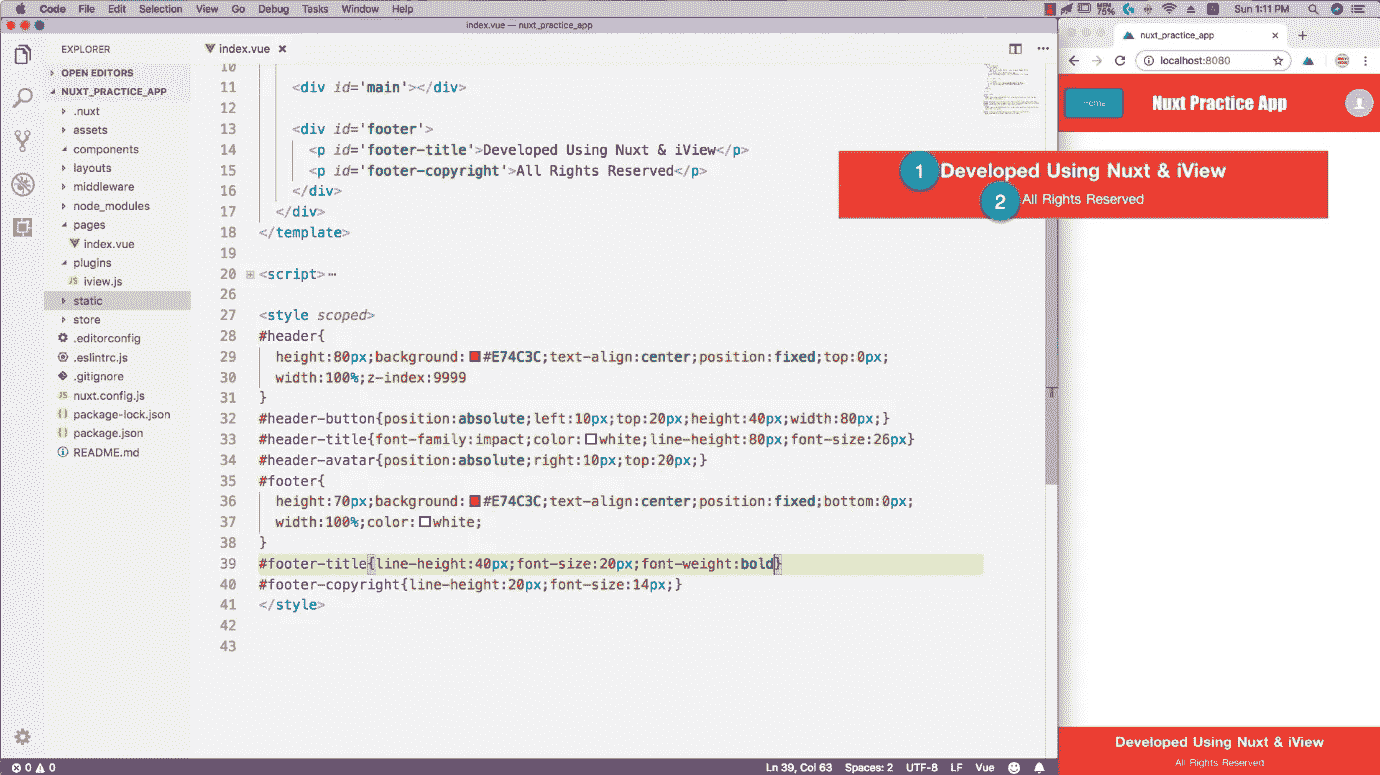 Code File Edit Selection View Go Debug Tasks Window Help 75% Sun 1:11 PM
index.vue — nuxt_practice_app
EXPLORER
OPEN EDITORS
NUXT_PRACTICE_APP
.nuxt
assets
components
layouts
middleware
node_modules
pages
index.vue
plugins
JS iview.js
static
store
.editorconfig
.eslintrc.js
.gitignore
JS nuxt.config.js
{} package-lock.json
{} package.json
README.md
index.vue
10
11 <div id='main'></div>
12
13 <div id='footer'>
14 <p id='footer-title'>Developed Using Nuxt & iView</p>
15 <p id='footer-copyright'>All Rights Reserved</p>
16 </div>
17 </div>
18 </template>
19
20 <script>
26
27 <style scoped>
28 #header{
29 height:80px;background:#E74C3C;text-align:center;position:fixed;top:0px;
30 width:100%;z-index:9999
31 }
32 #header-button{position:absolute;left:10px;top:20px;height:40px;width:80px;}
33 #header-title{font-family:impact;color:white;line-height:80px;font-size:26px}
34 #header-avatar{position:absolute;right:10px;top:20px;}
35 #footer{
36 height:70px;background:#E74C3C;text-align:center;position:fixed;bottom:0px;
37 width:100%;color:white;
38 }
39 #footer-title{line-height:40px;font-size:20px;font-weight:bold}
40 #footer-copyright{line-height:20px;font-size:14px;}
41 </style>
42
43
nuxt_practice_app
localhost:8080
Home
Nuxt Practice App
1 Developed Using Nuxt & iView
2 All Rights Reserved
Developed Using Nuxt & iView
All Rights Reserved
0 0 Ln 39, Col 63 Spaces: 2 UTF-8 LF Vue